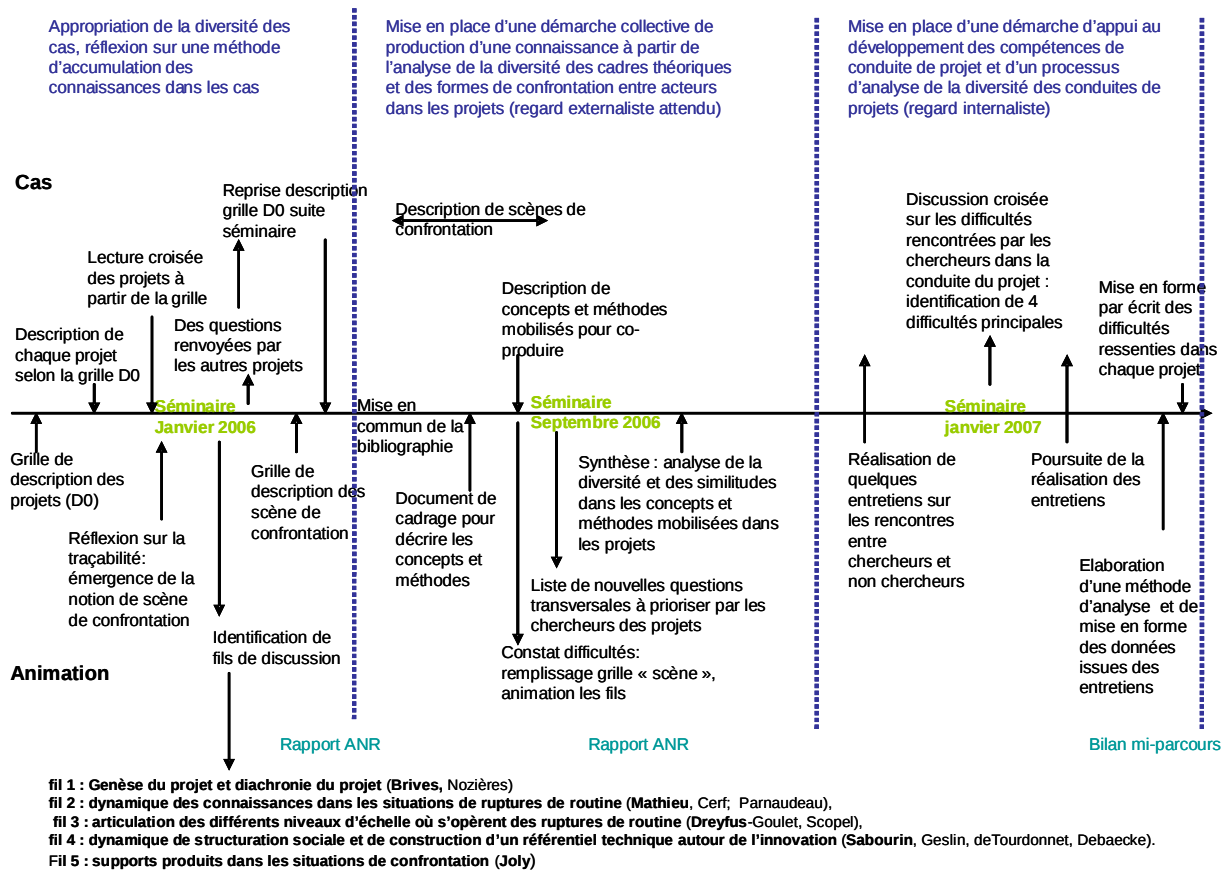 Appropriation de la diversité des
cas, réflexion sur une méthode
d'accumulation des
connaissances dans les cas
Mise en place d'une démarche collective de
production d'une connaissance à partir de
l'analyse de la diversité des cadres théoriques
et des formes de confrontation entre acteurs
dans les projets (regard externaliste attendu)
Mise en place d'une démarche d'appui au
développement des compétences de
conduite de projet et d'un processus
d'analyse de la diversité des conduites de
projets (regard internaliste)
Cas
Reprise description
grille D0 suite
séminaire
Lecture croisée
des projets à
partir de la grille
Description de
chaque projet
selon la grille D0
Des questions
renvoyées par
les autres projets
Description de scènes de
confrontation
Description de
concepts et méthodes
mobilisés pour co-
produire
Discussion croisée
sur les difficultés
rencontrées par les
chercheurs dans la
conduite du projet :
identification de 4
difficultés principales
Mise en forme
par écrit des
difficultés
ressenties dans
chaque projet
Séminaire
Janvier 2006
Mise en
commun de la
bibliographie
Séminaire
Septembre 2006
Séminaire
janvier 2007
Grille de
description des
projets (D0)
Réflexion sur la
traçabilité:
émergence de la
notion de scène
de confrontation
Grille de
description des
scène de
confrontation
Identification de
fils de discussion
Document de
cadrage pour
décrire les
concepts et
méthodes
Synthèse : analyse de la
diversité et des similitudes
dans les concepts et
méthodes mobilisées dans
les projets
Liste de nouvelles questions
transversales à prioriser par les
chercheurs des projets
Constat difficultés:
remplissage grille « scène »,
animation les fils
Réalisation de
quelques
entretiens sur
les rencontres
entre
chercheurs et
non chercheurs
Poursuite de la
réalisation des
entretiens
Elaboration
d'une méthode
d'analyse et de
mise en forme
des données
issues des
entretiens
Animation
Rapport ANR
Rapport ANR
Bilan mi-parcours
fil 1 : Genèse du projet et diachronie du projet (Brives, Nozières)
fil 2 : dynamique des connaissances dans les situations de ruptures de routine (Mathieu, Cerf; Parnaudeau),
fil 3 : articulation des différents niveaux d'échelle où s'opèrent des ruptures de routine (Dreyfus-Goulet, Scopel),
fil 4 : dynamique de structuration sociale et de construction d'un référentiel technique autour de l'innovation (Sabourin, Geslin, deTourdonnet, Debaecke).
Fil 5 : supports produits dans les situations de confrontation (Joly)